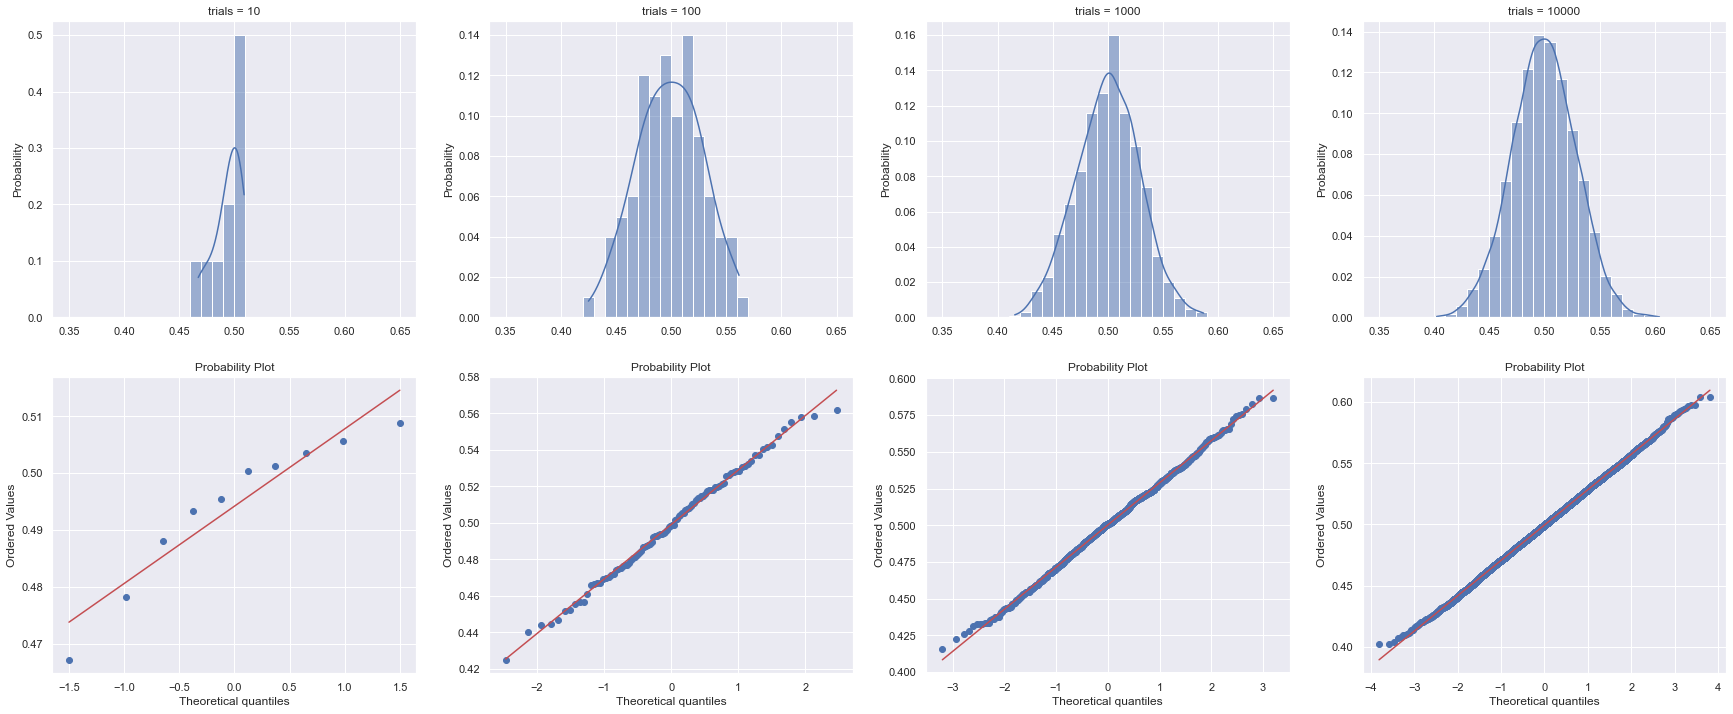 trials = 10
Probability
0.5
0.4
0.3
0.2
0.1
0.0
0.35 0.40 0.45 0.50 0.55 0.60 0.65
trials = 100
Probability
0.14
0.12
0.10
0.08
0.06
0.04
0.02
0.00
0.35 0.40 0.45 0.50 0.55 0.60 0.65
trials = 1000
Probability
0.16
0.14
0.12
0.10
0.08
0.06
0.04
0.02
0.00
0.35 0.40 0.45 0.50 0.55 0.60 0.65
trials = 10000
Probability
0.14
0.12
0.10
0.08
0.06
0.04
0.02
0.00
0.35 0.40 0.45 0.50 0.55 0.60 0.65
Probability Plot
Ordered Values
0.51
0.50
0.49
0.48
0.47
−1.5 −1.0 −0.5 0.0 0.5 1.0 1.5
Theoretical quantiles
Probability Plot
Ordered Values
0.58
0.56
0.54
0.52
0.50
0.48
0.46
0.44
0.42
−2 −1 0 1 2
Theoretical quantiles
Probability Plot
Ordered Values
0.600
0.575
0.550
0.525
0.500
0.475
0.450
0.425
0.400
−3 −2 −1 0 1 2 3
Theoretical quantiles
Probability Plot
Ordered Values
0.60
0.55
0.50
0.45
0.40
−4 −3 −2 −1 0 1 2 3 4
Theoretical quantiles